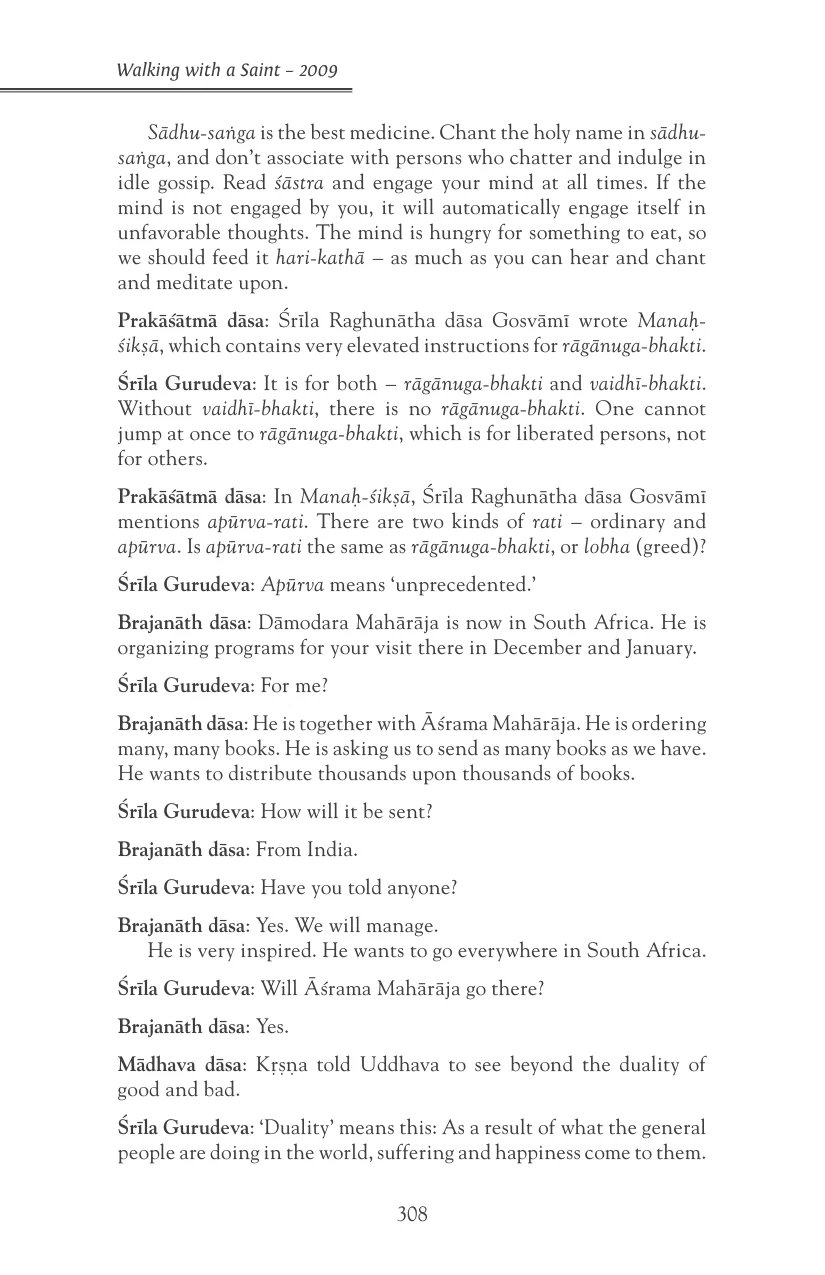 Walking with a Saint – 2009
Sādhu-saṅga is the best medicine. Chant the holy name in sādhu-
saṅga, and don’t associate with persons who chatter and indulge in
idle gossip. Read śāstra and engage your mind at all times. If the
mind is not engaged by you, it will automatically engage itself in
unfavorable thoughts. The mind is hungry for something to eat, so
we should feed it hari-kathā – as much as you can hear and chant
and meditate upon.
Prakāśātmā dāsa: Śrīla Raghunātha dāsa Gosvāmī wrote Manaḥ-
śikṣā, which contains very elevated instructions for rāgānuga-bhakti.
Śrīla Gurudeva: It is for both – rāgānuga-bhakti and vaidhī-bhakti.
Without vaidhī-bhakti, there is no rāgānuga-bhakti. One cannot
jump at once to rāgānuga-bhakti, which is for liberated persons, not
for others.
Prakāśātmā dāsa: In Manaḥ-śikṣā, Śrīla Raghunātha dāsa Gosvāmī
mentions apūrva-rati. There are two kinds of rati – ordinary and
apūrva. Is apūrva-rati the same as rāgānuga-bhakti, or lobha (greed)?
Śrīla Gurudeva: Apūrva means ‘unprecedented.’
Brajanāth dāsa: Dāmodara Mahārāja is now in South Africa. He is
organizing programs for your visit there in December and January.
Śrīla Gurudeva: For me?
Brajanāth dāsa: He is together with Āśrama Mahārāja. He is ordering
many, many books. He is asking us to send as many books as we have.
He wants to distribute thousands upon thousands of books.
Śrīla Gurudeva: How will it be sent?
Brajanāth dāsa: From India.
Śrīla Gurudeva: Have you told anyone?
Brajanāth dāsa: Yes. We will manage.
He is very inspired. He wants to go everywhere in South Africa.
Śrīla Gurudeva: Will Āśrama Mahārāja go there?
Brajanāth dāsa: Yes.
Mādhava dāsa: Kṛṣṇa told Uddhava to see beyond the duality of
good and bad.
Śrīla Gurudeva: ‘Duality’ means this: As a result of what the general
people are doing in the world, suffering and happiness come to them.
308